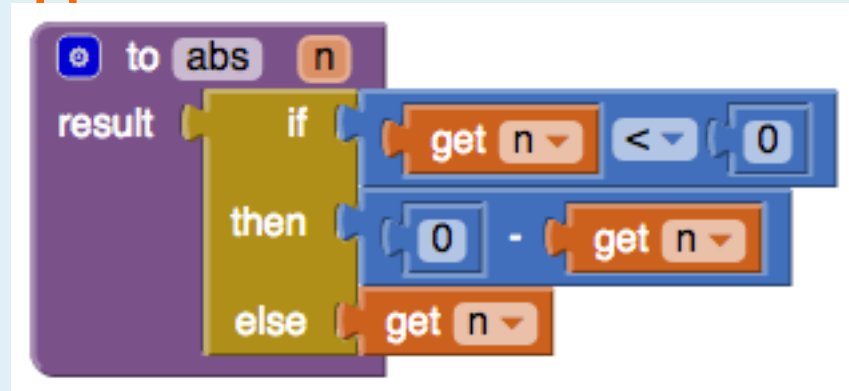 to abs n
result if get n < 0
then 0 - get n
else get n